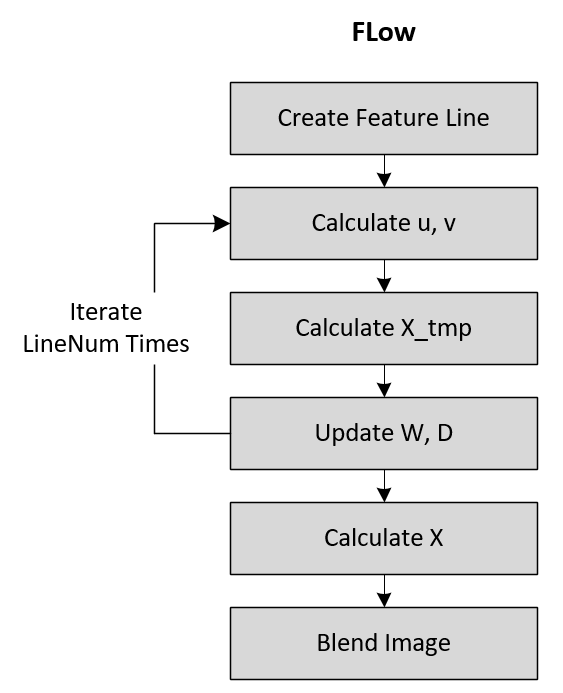 FLow
Create Feature Line
Calculate u, v
Calculate X_tmp
Iterate
LineNum Times
Update W, D
Calculate X
Blend Image